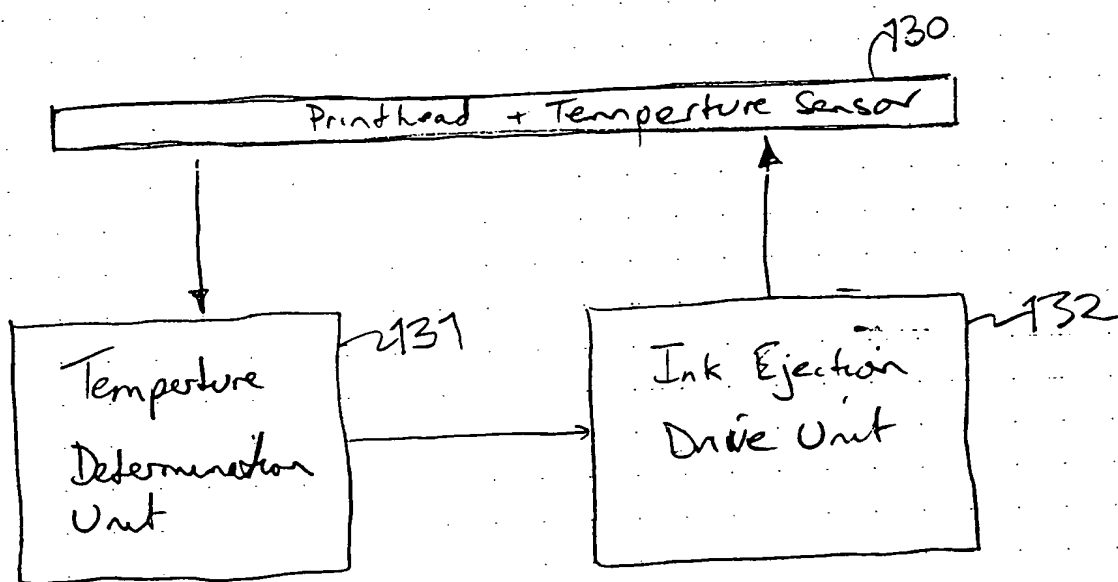 130
Printhead + Temperture Sensor
131
Temperture
Determination
Unit
132
Ink Ejection
Drive Unit